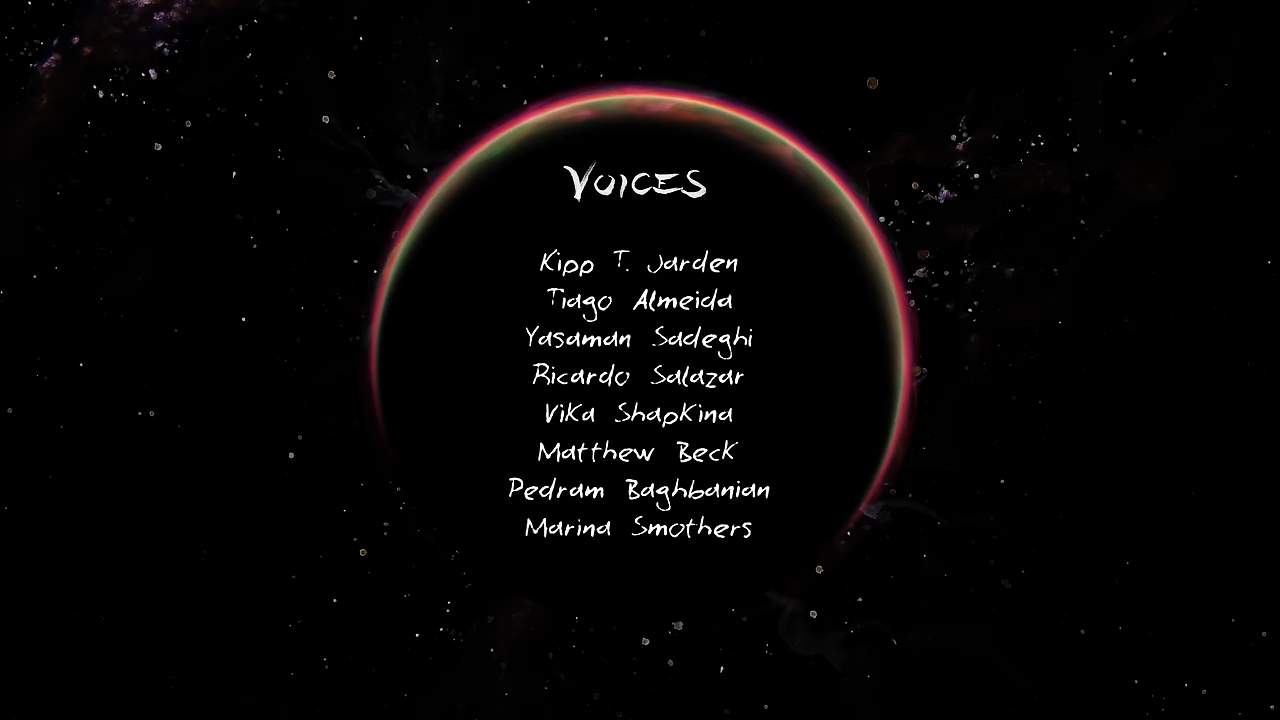 VOICES
Kipp T. Jarden
Tiago Almeida
Yasaman Sadeghi
Ricardo Salazar
Vika Shapkina
Matthew Beck
Pedram Baghbanian
Marina Smothers